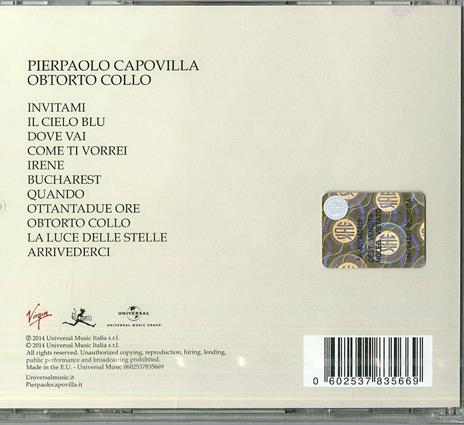 PIERPAOLO CAPOVILLA
OBTORTO COLLO
INVITAMI
IL CIELO BLU
DOVE VAI
COME TI VORREI
IRENE
BUCHAREST
QUANDO
OTTANTADUE ORE
OBTORTO COLLO
LA LUCE DELLE STELLE
ARRIVEDERCI
Virgin
UNIVERSAL
UNIVERSAL MUSIC GROUP
℗ 2014 Universal Music Italia s.r.l.
© 2014 Universal Music Italia s.r.l.
All rights reserved. Unauthorized copying, reproduction, hiring, lending,
public performance and broadcasting prohibited.
Made in the E.U. - Universal Music 0602537835669
Universalmusic.it
Pierpaolocapovilla.it
0 602537 835669